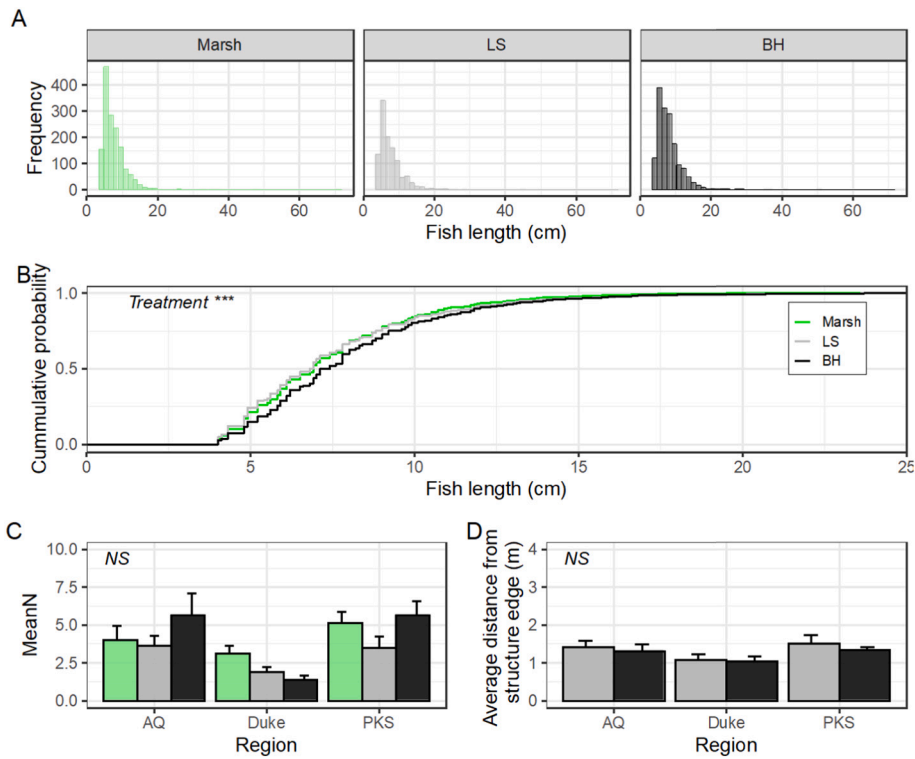 A
Marsh LS BH
Frequency
400
300
200
100
0
0 20 40 60 0 20 40 60 0 20 40 60
Fish length (cm)
B
Cummulative probability
Treatment ***
1.0
0.5
0.0
Marsh
LS
BH
0 5 10 15 20 25
Fish length (cm)
C
MeanN
NS
10.0
7.5
5.0
2.5
0.0
AQ Duke PKS
Region
D
Average distance from
structure edge (m)
NS
4
3
2
1
0
AQ Duke PKS
Region